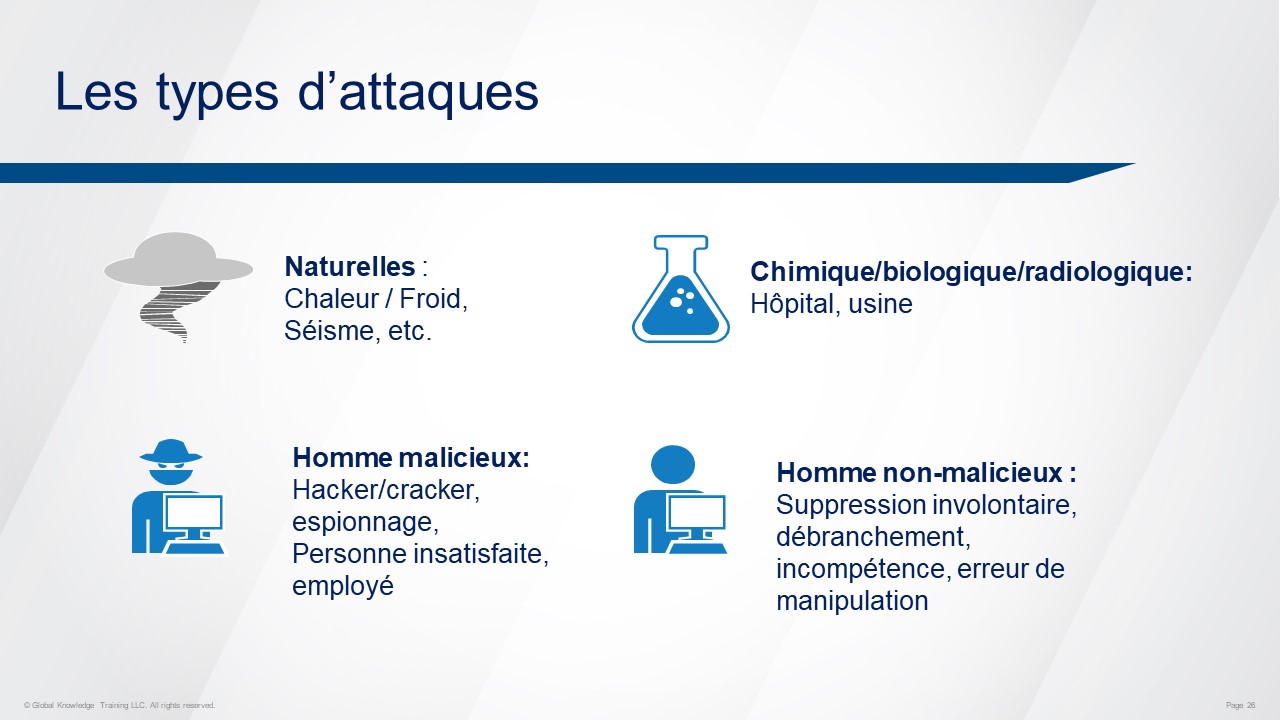 Les types d’attaques
Naturelles :
Chaleur / Froid,
Séisme, etc.
Chimique/biologique/radiologique:
Hôpital, usine
Homme malicieux:
Hacker/cracker,
espionnage,
Personne insatisfaite,
employé
Homme non-malicieux :
Suppression involontaire,
débranchement,
incompétence, erreur de
manipulation
© Global Knowledge Training LLC. All rights reserved.
Page 26